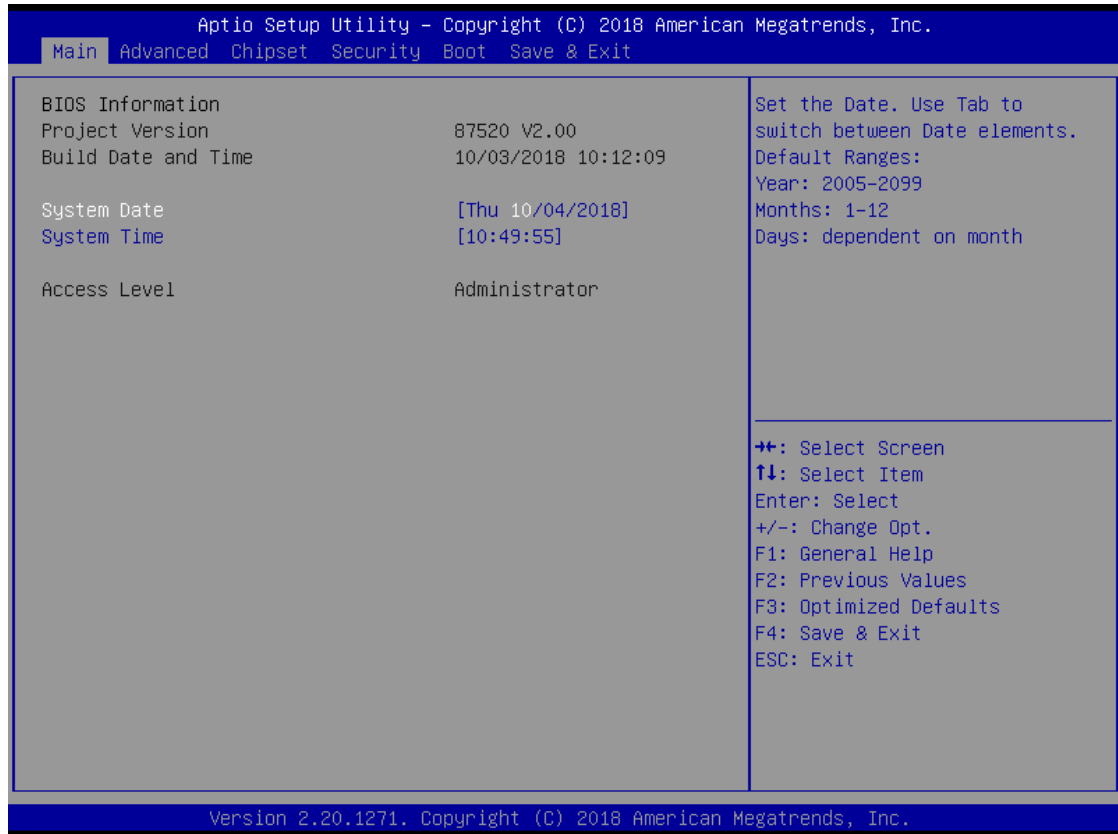 Aptio Setup Utility – Copyright (C) 2018 American Megatrends, Inc.
Main Advanced Chipset Security Boot Save & Exit
BIOS Information
Project Version 87520 V2.00
Build Date and Time 10/03/2018 10:12:09
System Date [Thu 10/04/2018]
System Time [10:49:55]
Access Level Administrator
Set the Date. Use Tab to
switch between Date elements.
Default Ranges:
Year: 2005-2099
Months: 1-12
Days: dependent on month
→←: Select Screen
↑↓: Select Item
Enter: Select
+/-: Change Opt.
F1: General Help
F2: Previous Values
F3: Optimized Defaults
F4: Save & Exit
ESC: Exit
Version 2.20.1271. Copyright (C) 2018 American Megatrends, Inc.